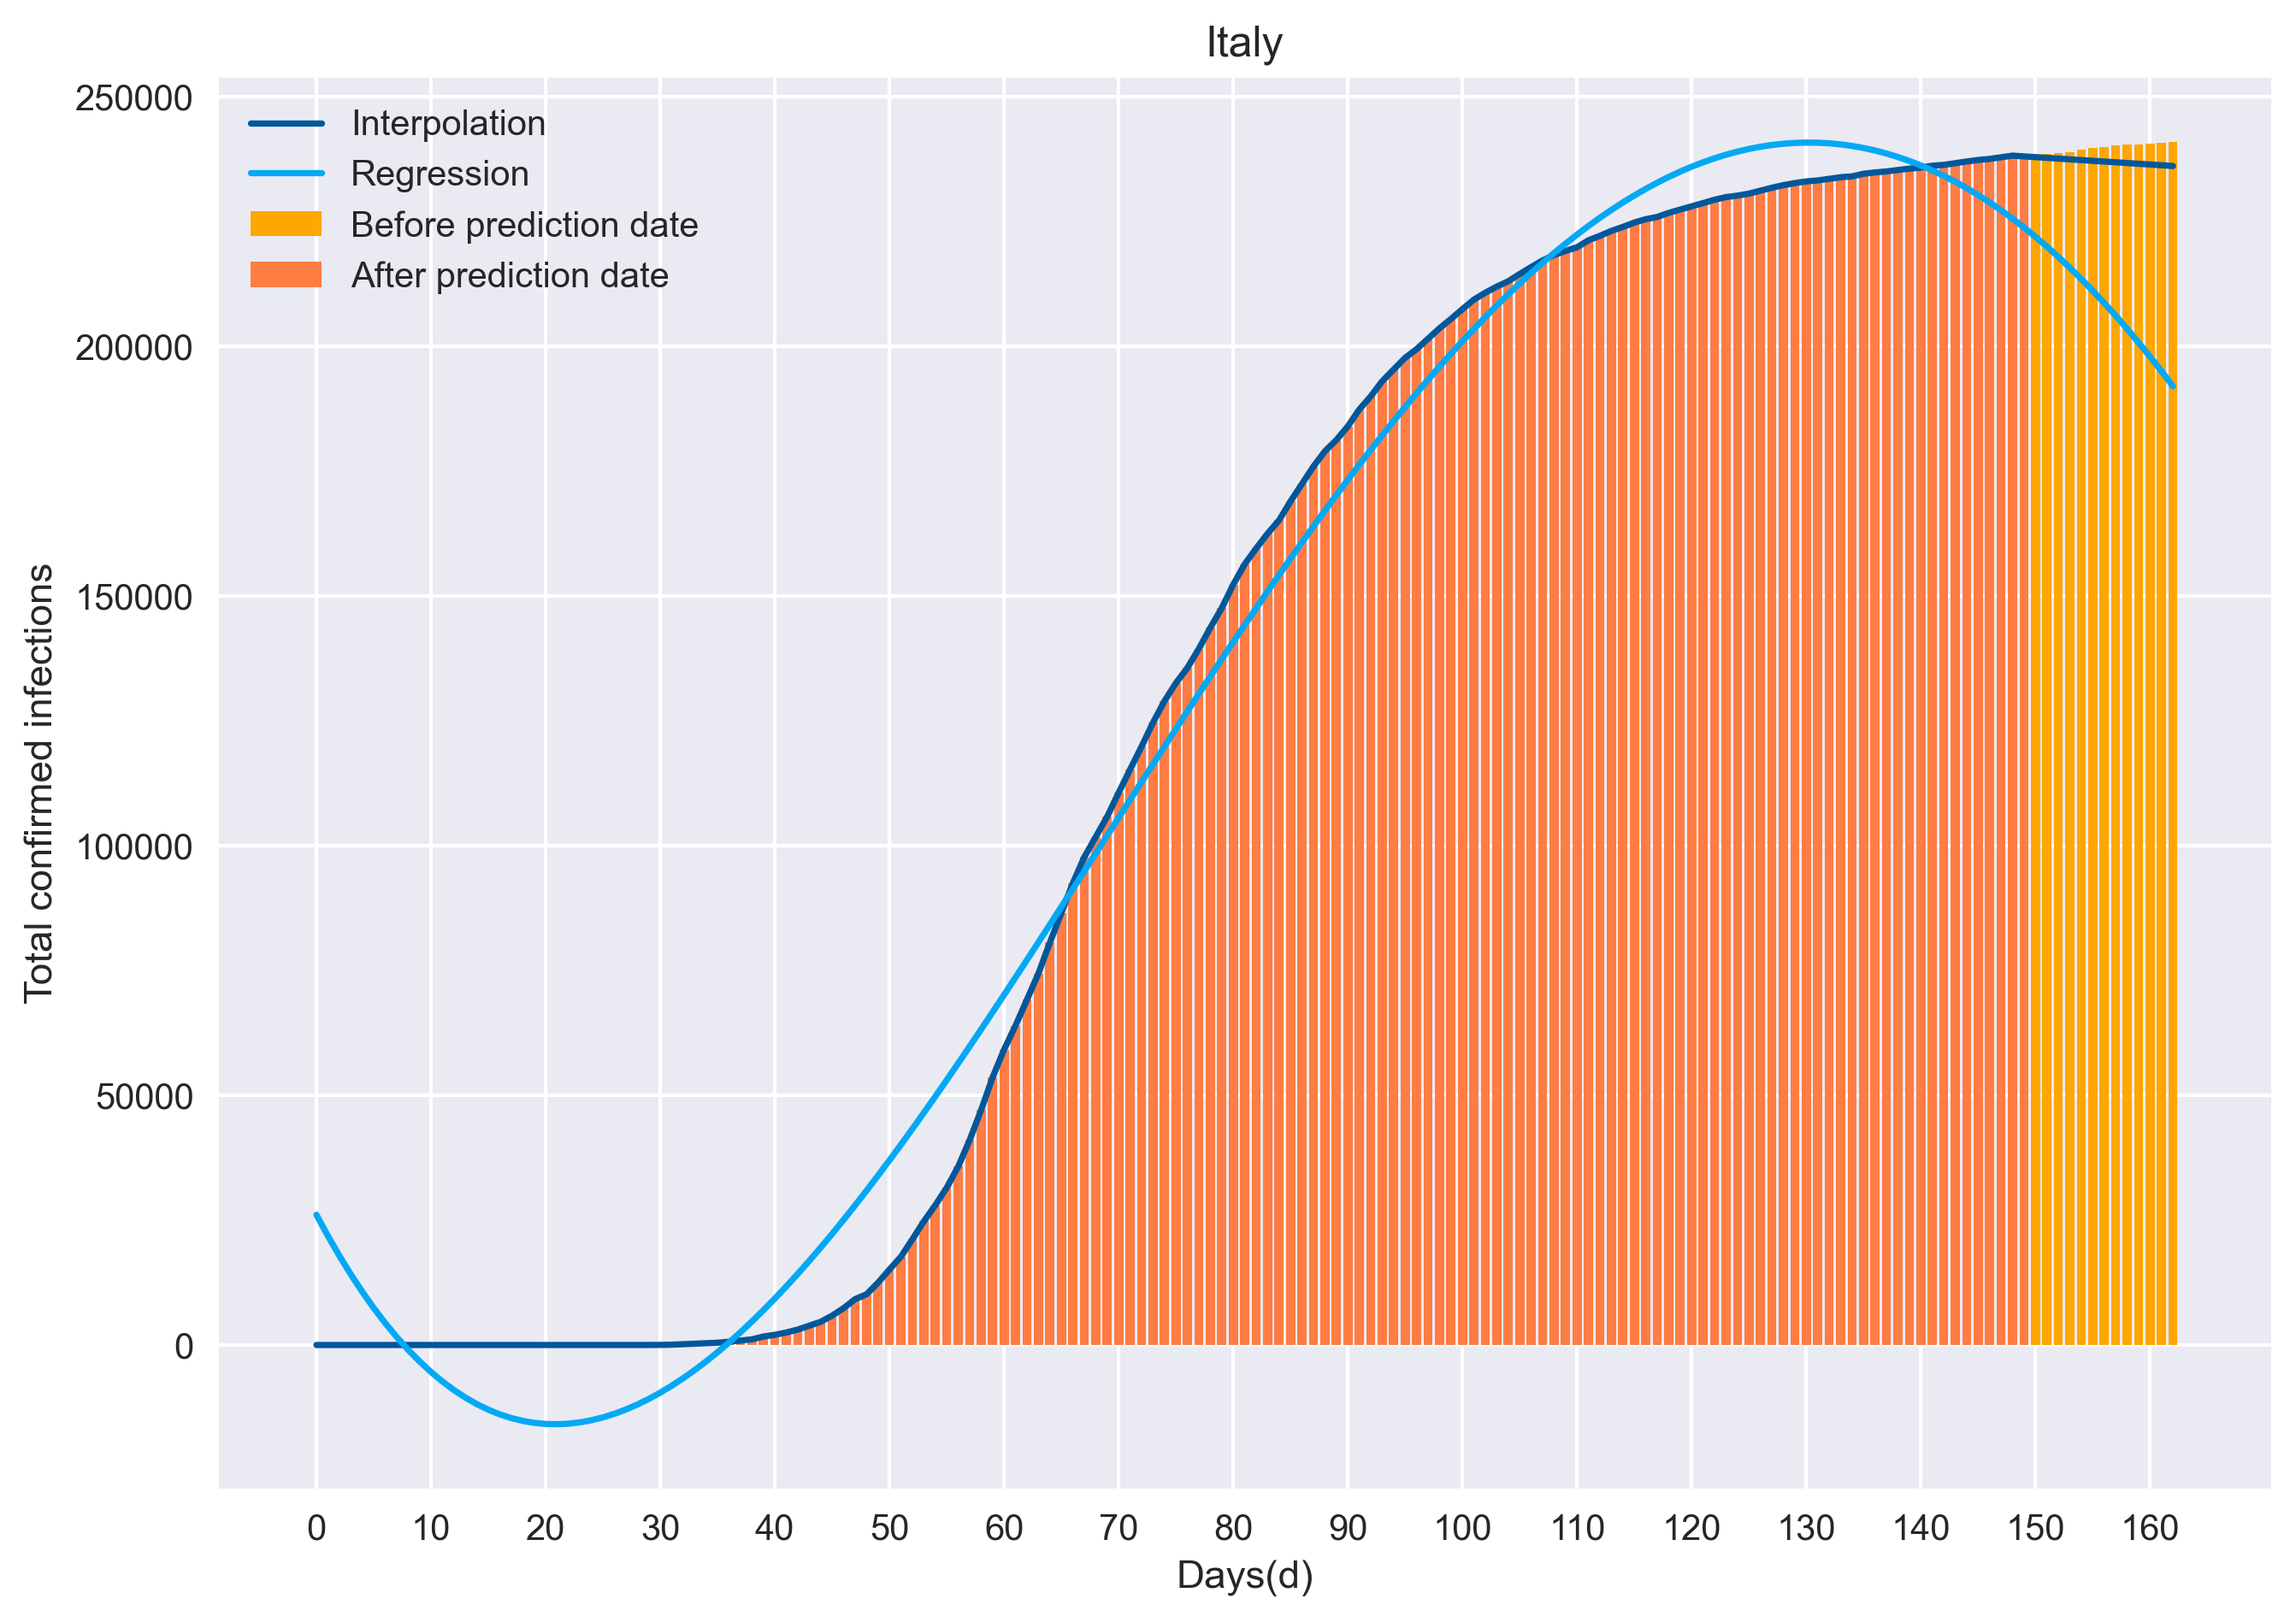 Italy
250000
200000
150000
100000
50000
0
Total confirmed infections
Interpolation
Regression
Before prediction date
After prediction date
0 10 20 30 40 50 60 70 80 90 100 110 120 130 140 150 160
Days(d)